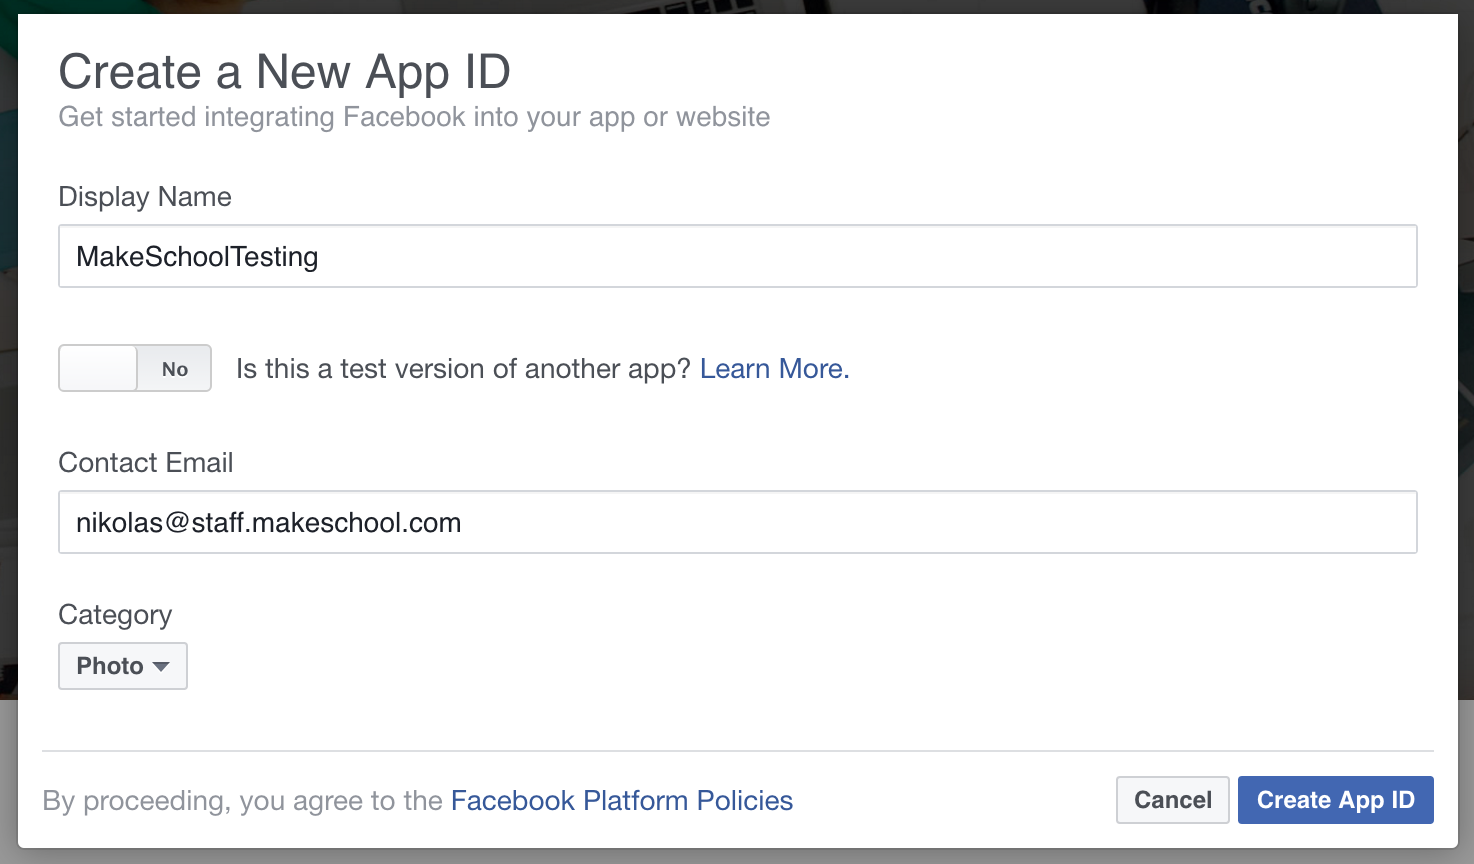 Create a New App ID
Get started integrating Facebook into your app or website
Display Name
MakeSchoolTesting
No Is this a test version of another app? Learn More.
Contact Email
nikolas@staff.makeschool.com
Category
Photo
By proceeding, you agree to the Facebook Platform Policies Cancel Create App ID